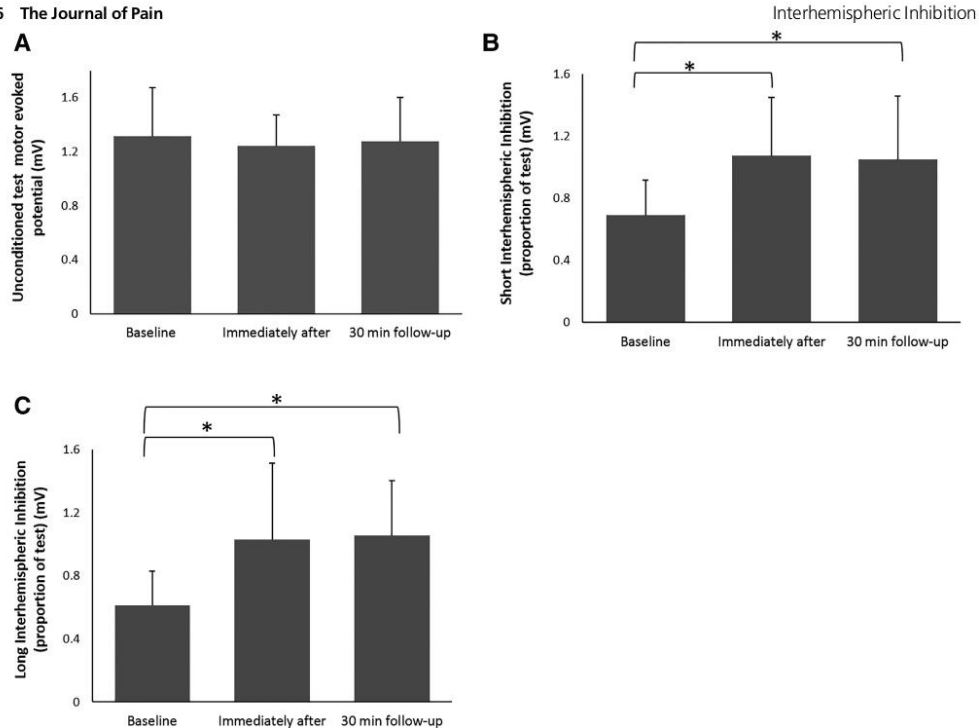 The Journal of Pain
Interhemispheric Inhibition
A
Unconditioned test motor evoked
potential (mV)
1.6
1.2
0.8
0.4
0
Baseline
Immediately after
30 min follow-up
B
Short Interhemispheric Inhibition
(proportion of test) (mV)
1.6
1.2
0.8
0.4
0
*
*
Baseline
Immediately after
30 min follow-up
C
Long Interhemispheric Inhibition
(proportion of test) (mV)
1.6
1.2
0.8
0.4
0
*
*
Baseline
Immediately after
30 min follow-up